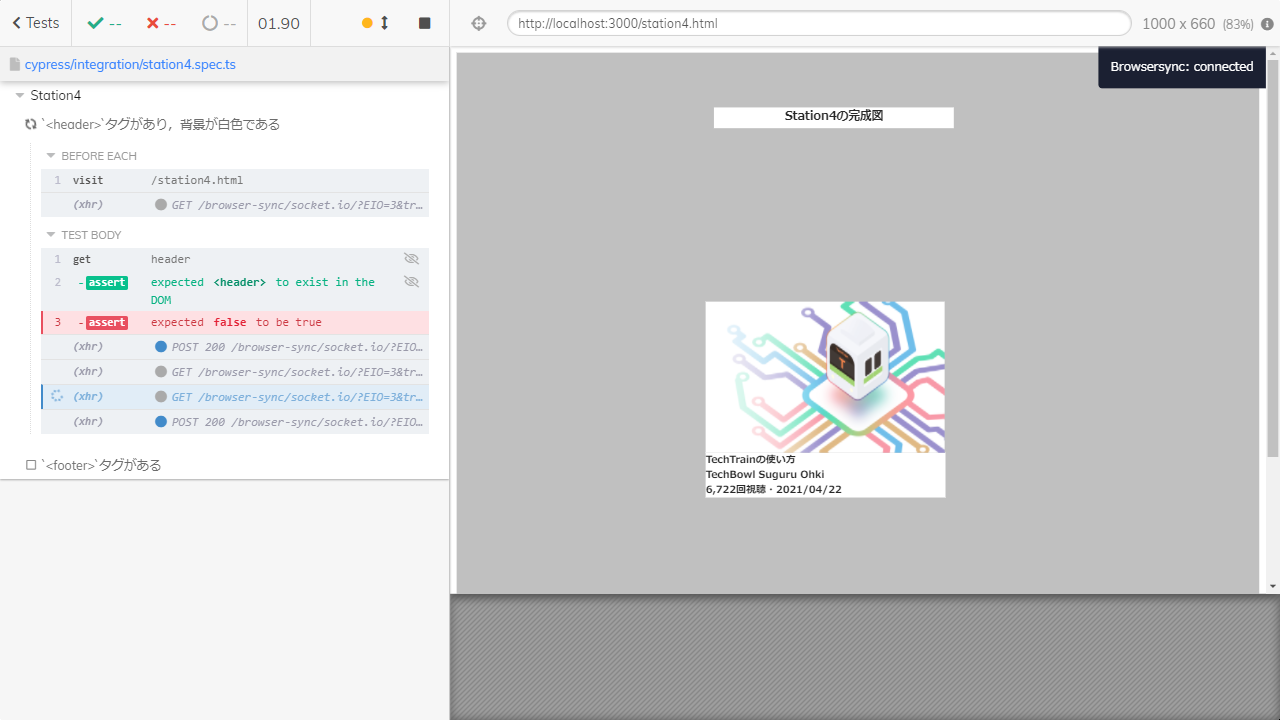 Tests
--
--
--
01.90
http://localhost:3000/station4.html
1000 x 660 (83%)
cypress/integration/station4.spec.ts
Browsersync: connected
Station4
`<header>`タグがあり，背景が白色である
BEFORE EACH
1 visit /station4.html
(xhr) GET /browser-sync/socket.io/?EIO=3&tr…
TEST BODY
1 get header
2 -assert expected <header> to exist in the
DOM
3 -assert expected false to be true
(xhr) POST 200 /browser-sync/socket.io/?EIO…
(xhr) GET /browser-sync/socket.io/?EIO=3&tr…
(xhr) GET /browser-sync/socket.io/?EIO=3&tr…
(xhr) POST 200 /browser-sync/socket.io/?EIO…
`<footer>`タグがある
Station4の完成図
T
TechTrainの使い方
TechBowl Suguru Ohki
6,722回視聴・2021/04/22